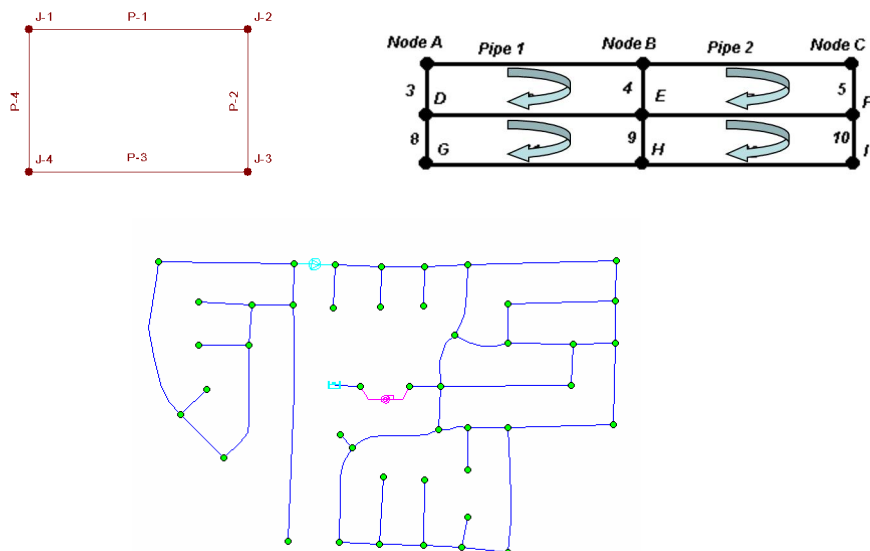 J-1 P-1 J-2
P-4
P-2
J-4 P-3 J-3
Node A Pipe 1 Node B Pipe 2 Node C
3 D 4 E 5 F
8 G 9 H 10 I